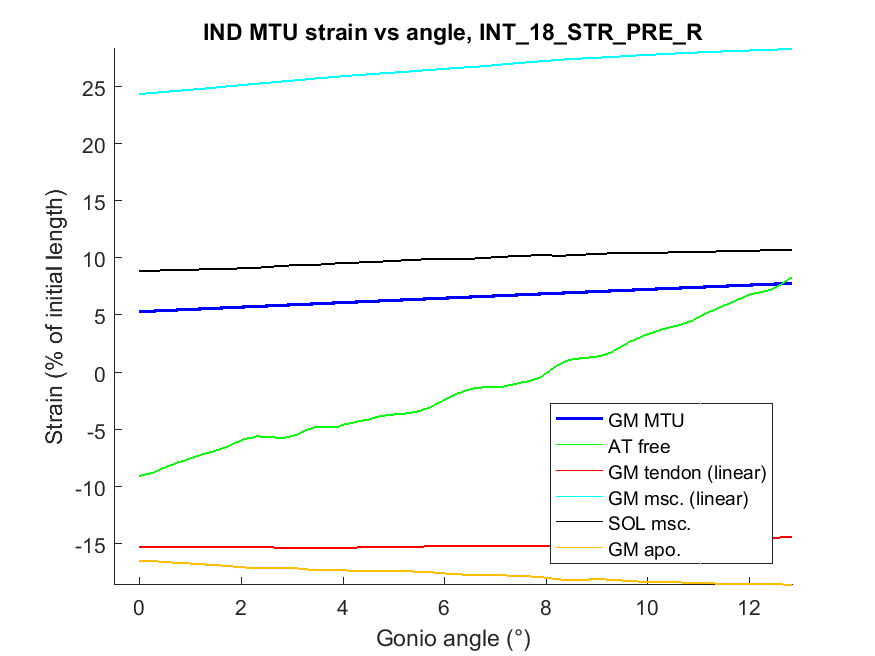 IND MTU strain vs angle, INT_18_STR_PRE_R
Strain (% of initial length)
25
20
15
10
5
0
-5
-10
-15
GM MTU
AT free
GM tendon (linear)
GM msc. (linear)
SOL msc.
GM apo.
0 2 4 6 8 10 12
Gonio angle (°)